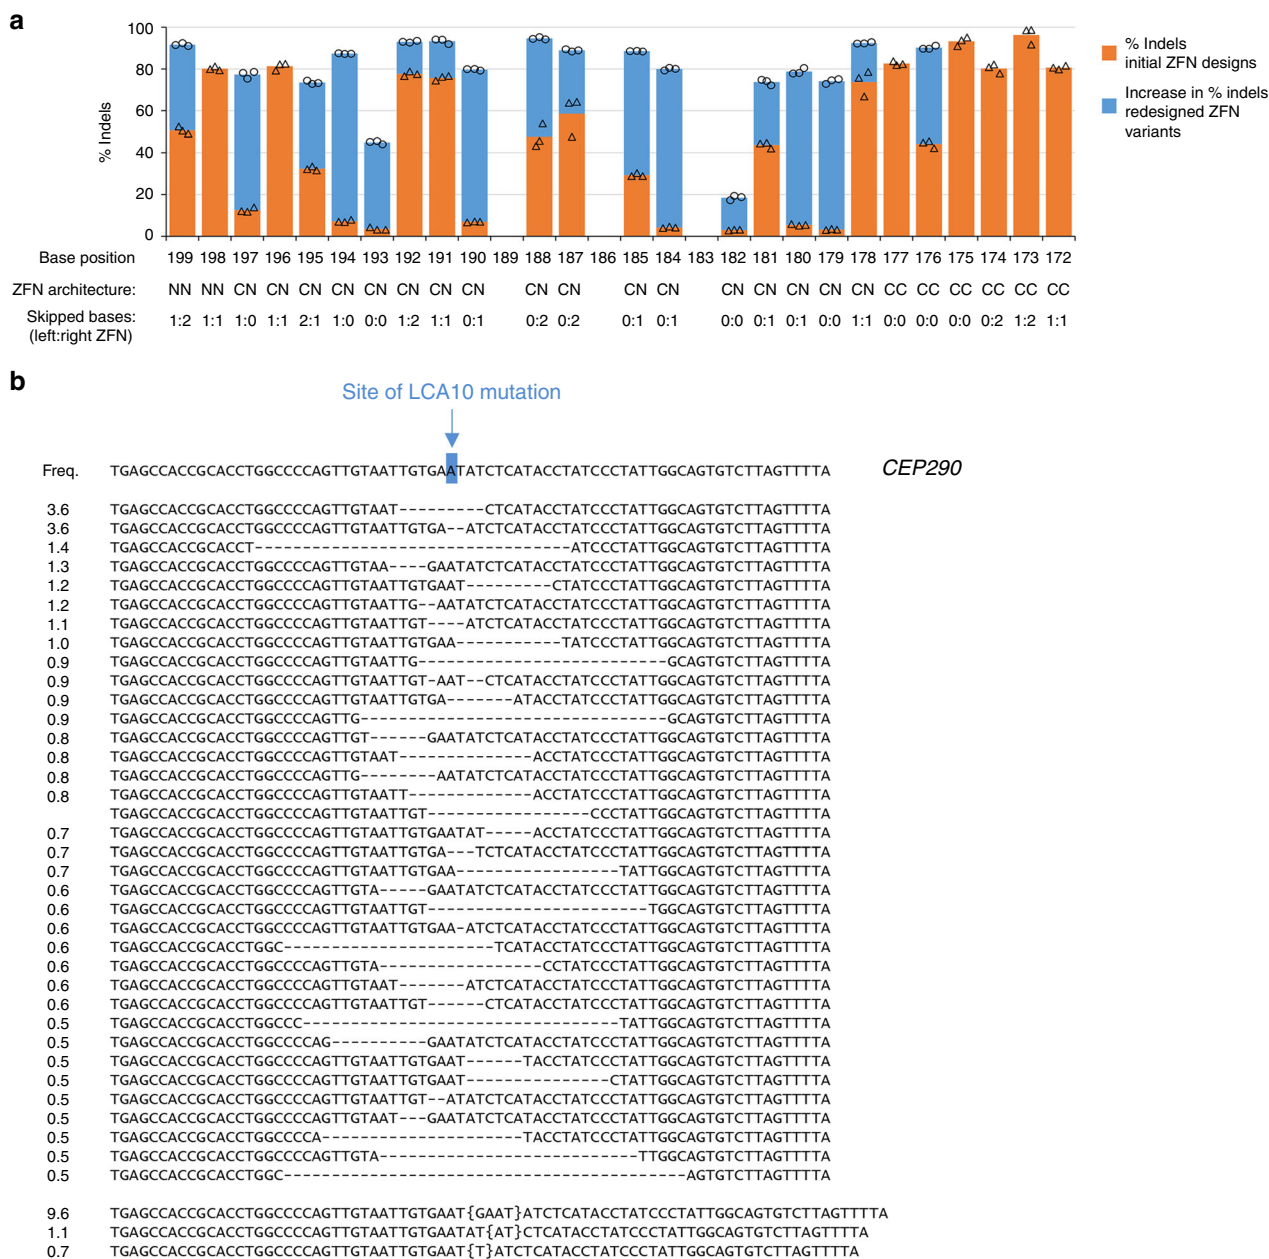 a
100
80
60
40
20
0
% Indels
% Indels
initial ZFN designs
Increase in % indels
redesigned ZFN
variants
Base position 199 198 197 196 195 194 193 192 191 190 189 188 187 186 185 184 183 182 181 180 179 178 177 176 175 174 173 172
ZFN architecture: NN NN CN CN CN CN CN CN CN CN CN CN CN CN CN CN CN CN CN CC CC CC CC CC CC
Skipped bases: 1:2 1:1 1:0 1:1 2:1 1:0 0:0 1:2 1:1 0:1 0:2 0:2 0:1 0:1 0:0 0:1 0:1 0:0 1:1 0:0 0:0 0:0 0:2 1:2 1:1
(left:right ZFN)
b
Site of LCA10 mutation
Freq. TGAGCCACCGCACCTGGCCCCAGTTGTAATTGTGAATATCTCATACCTATCCCTATTGGCAGTGTCTTAGTTTTA CEP290
3.6 TGAGCCACCGCACCTGGCCCCAGTTGTAAT---------CTCATACCTATCCCTATTGGCAGTGTCTTAGTTTTA
3.6 TGAGCCACCGCACCTGGCCCCAGTTGTAATTGTGA--ATCTCATACCTATCCCTATTGGCAGTGTCTTAGTTTTA
1.4 TGAGCCACCGCACCT---------------------------------ATCCCTATTGGCAGTGTCTTAGTTTTA
1.3 TGAGCCACCGCACCTGGCCCCAGTTGTAA----GAATATCTCATACCTATCCCTATTGGCAGTGTCTTAGTTTTA
1.2 TGAGCCACCGCACCTGGCCCCAGTTGTAATTGTGAAT---------CTATCCCTATTGGCAGTGTCTTAGTTTTA
1.2 TGAGCCACCGCACCTGGCCCCAGTTGTAATTG--AATATCTCATACCTATCCCTATTGGCAGTGTCTTAGTTTTA
1.1 TGAGCCACCGCACCTGGCCCCAGTTGTAATTGT----ATCTCATACCTATCCCTATTGGCAGTGTCTTAGTTTTA
1.0 TGAGCCACCGCACCTGGCCCCAGTTGTAATTGTGAA-----------TATCCCTATTGGCAGTGTCTTAGTTTTA
0.9 TGAGCCACCGCACCTGGCCCCAGTTGTAATTG--------------------------GCAGTGTCTTAGTTTTA
0.9 TGAGCCACCGCACCTGGCCCCAGTTGTAATTGT-AAT--CTCATACCTATCCCTATTGGCAGTGTCTTAGTTTTA
0.9 TGAGCCACCGCACCTGGCCCCAGTTGTAATTGTGA-------ATACCTATCCCTATTGGCAGTGTCTTAGTTTTA
0.9 TGAGCCACCGCACCTGGCCCCAGTTG--------------------------------GCAGTGTCTTAGTTTTA
0.8 TGAGCCACCGCACCTGGCCCCAGTTGT------GAATATCTCATACCTATCCCTATTGGCAGTGTCTTAGTTTTA
0.8 TGAGCCACCGCACCTGGCCCCAGTTGTAAT--------------ACCTATCCCTATTGGCAGTGTCTTAGTTTTA
0.8 TGAGCCACCGCACCTGGCCCCAGTTG--------AATATCTCATACCTATCCCTATTGGCAGTGTCTTAGTTTTA
0.8 TGAGCCACCGCACCTGGCCCCAGTTGTAATT-------------ACCTATCCCTATTGGCAGTGTCTTAGTTTTA
TGAGCCACCGCACCTGGCCCCAGTTGTAATTGT-----------------CCCTATTGGCAGTGTCTTAGTTTTA
0.7 TGAGCCACCGCACCTGGCCCCAGTTGTAATTGTGAATAT-----ACCTATCCCTATTGGCAGTGTCTTAGTTTTA
0.7 TGAGCCACCGCACCTGGCCCCAGTTGTAATTGTGA---TCTCATACCTATCCCTATTGGCAGTGTCTTAGTTTTA
0.7 TGAGCCACCGCACCTGGCCCCAGTTGTAATTGTGAA-----------------TATTGGCAGTGTCTTAGTTTTA
0.6 TGAGCCACCGCACCTGGCCCCAGTTGTA-----GAATATCTCATACCTATCCCTATTGGCAGTGTCTTAGTTTTA
0.6 TGAGCCACCGCACCTGGCCCCAGTTGTAATTGT-----------------------TGGCAGTGTCTTAGTTTTA
0.6 TGAGCCACCGCACCTGGCCCCAGTTGTAATTGTGAA-ATCTCATACCTATCCCTATTGGCAGTGTCTTAGTTTTA
0.6 TGAGCCACCGCACCTGGC----------------------TCATACCTATCCCTATTGGCAGTGTCTTAGTTTTA
0.6 TGAGCCACCGCACCTGGCCCCAGTTGTA-----------------CCTATCCCTATTGGCAGTGTCTTAGTTTTA
0.6 TGAGCCACCGCACCTGGCCCCAGTTGTAAT-------ATCTCATACCTATCCCTATTGGCAGTGTCTTAGTTTTA
0.6 TGAGCCACCGCACCTGGCCCCAGTTGTAATTGT------CTCATACCTATCCCTATTGGCAGTGTCTTAGTTTTA
0.5 TGAGCCACCGCACCTGGCCC---------------------------------TATTGGCAGTGTCTTAGTTTTA
0.5 TGAGCCACCGCACCTGGCCCCAG----------GAATATCTCATACCTATCCCTATTGGCAGTGTCTTAGTTTTA
0.5 TGAGCCACCGCACCTGGCCCCAGTTGTAATTGTGAAT------TACCTATCCCTATTGGCAGTGTCTTAGTTTTA
0.5 TGAGCCACCGCACCTGGCCCCAGTTGTAATTGTGAAT---------------CTATTGGCAGTGTCTTAGTTTTA
0.5 TGAGCCACCGCACCTGGCCCCAGTTGTAATTGT--ATATCTCATACCTATCCCTATTGGCAGTGTCTTAGTTTTA
0.5 TGAGCCACCGCACCTGGCCCCAGTTGTAAT---GAATATCTCATACCTATCCCTATTGGCAGTGTCTTAGTTTTA
0.5 TGAGCCACCGCACCTGGCCCCA---------------------TACCTATCCCTATTGGCAGTGTCTTAGTTTTA
0.5 TGAGCCACCGCACCTGGCCCCAGTTGTA---------------------------TTGGCAGTGTCTTAGTTTTA
0.5 TGAGCCACCGCACCTGGC------------------------------------------AGTGTCTTAGTTTTA
9.6 TGAGCCACCGCACCTGGCCCCAGTTGTAATTGTGAAT{GAAT}ATCTCATACCTATCCCTATTGGCAGTGTCTTAGTTTTA
1.1 TGAGCCACCGCACCTGGCCCCAGTTGTAATTGTGAATAT{AT}CTCATACCTATCCCTATTGGCAGTGTCTTAGTTTTA
0.7 TGAGCCACCGCACCTGGCCCCAGTTGTAATTGTGAAT{T}ATCTCATACCTATCCCTATTGGCAGTGTCTTAGTTTTA